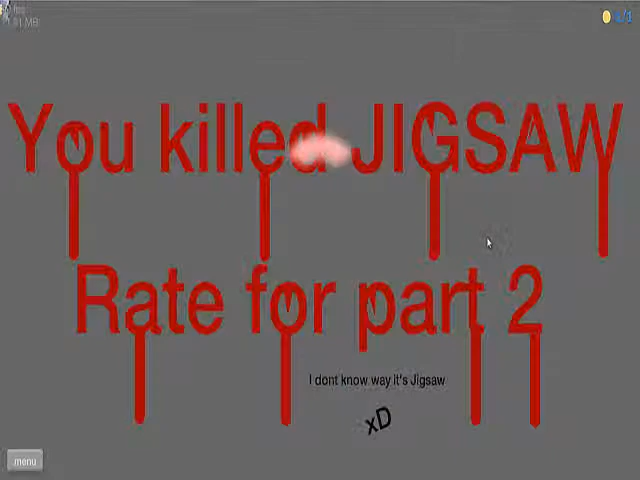 You killed JIGSAW
Rate for part 2
I dont know way it's Jigsaw
xD
menu